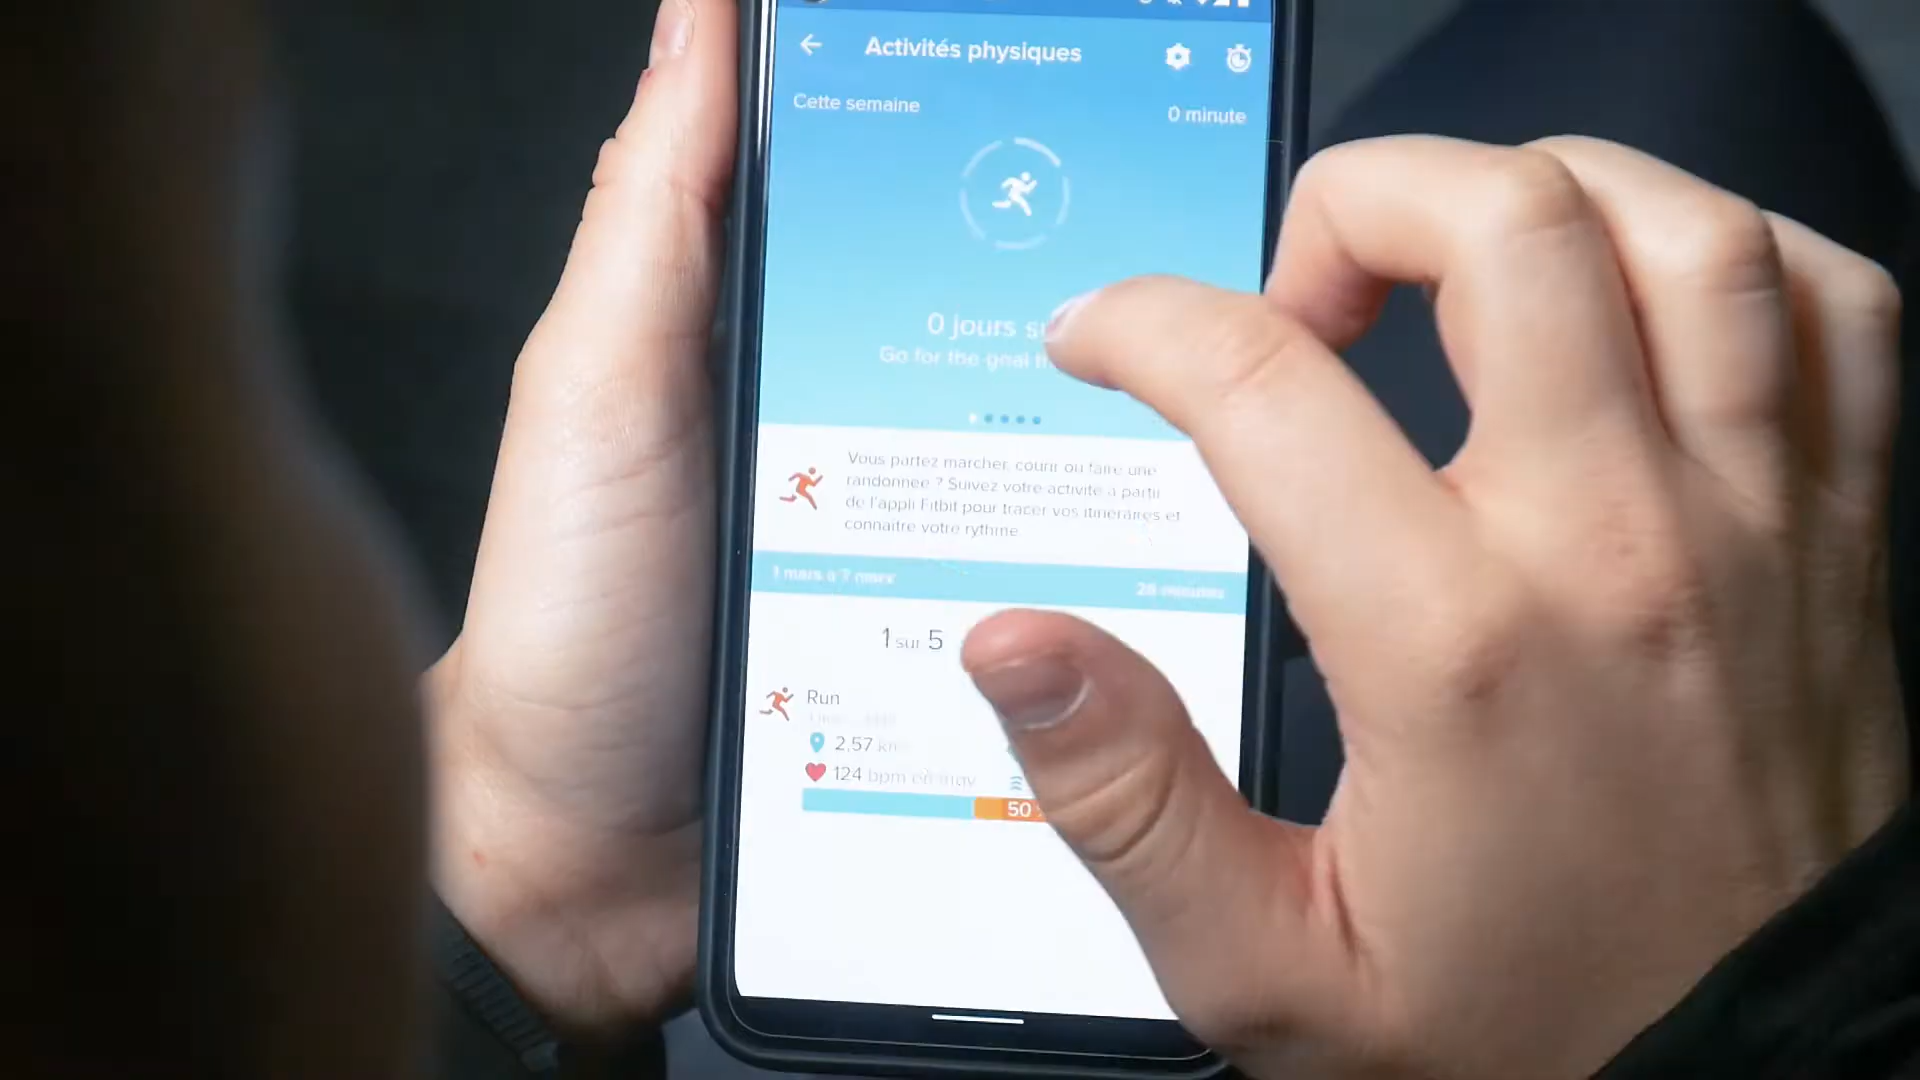 Activités physiques
Cette semaine
0 minute
0 jours
Go for the goal
Vous partez marcher, courir ou faire une
randonnée ? Suivez votre activité à partir
de l'appli Fitbit pour tracer vos itinéraires et
connaître votre rythme
1 mars à 7 mars
26 minutes
1 sur 5
Run
2,57 km
124 bpm en moy
50